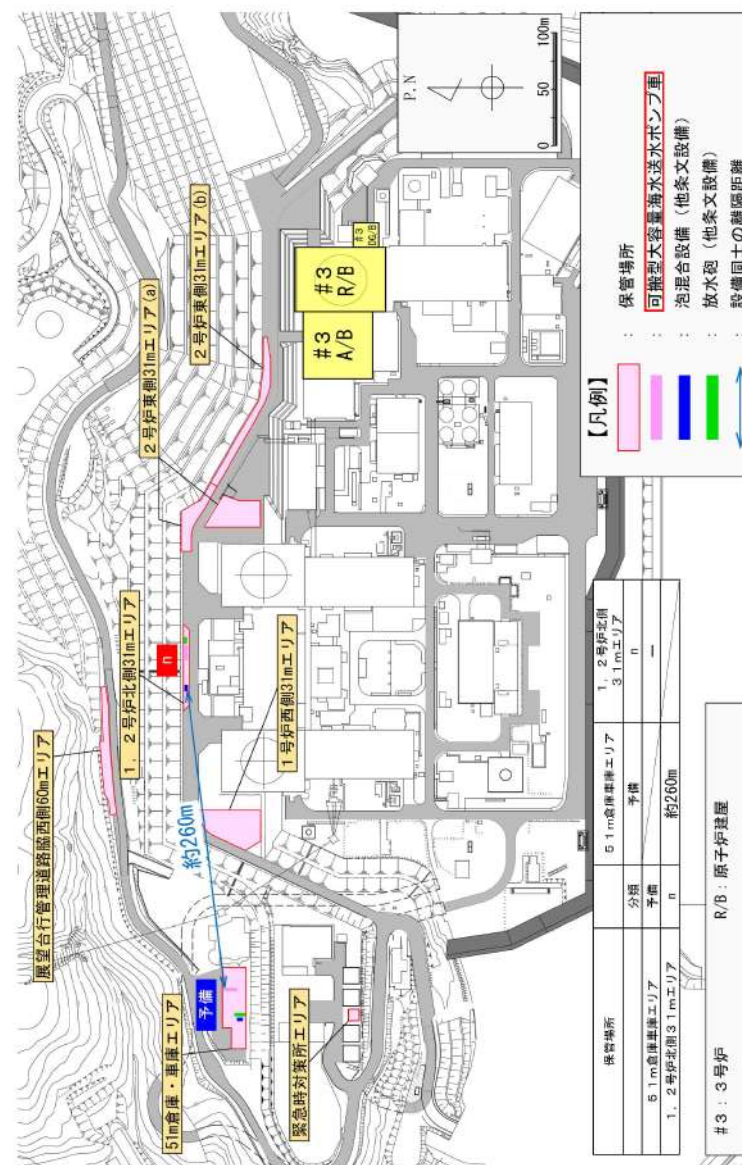 展望台行管理道路脇西側60mエリア
1，2号炉北側31mエリア
2号炉東側31mエリア(a)
2号炉東側31mエリア(b)
51m倉庫・車庫エリア
予備
約260m
n
1号炉西側31mエリア
緊急時対策所エリア
#3
A/B
#3
R/B
#3
DG/B
P.N
0 50 100m
【凡例】
： 保管場所
： 可搬型大容量海水送水ポンプ車
： 泡混合設備（他条文設備）
： 放水砲（他条文設備）
： 設備同士の離隔距離
保管場所 51m倉庫車庫エリア 1，2号炉北側31mエリア
分類 予備 n
51m倉庫車庫エリア 予備 ―
1，2号炉北側31mエリア n 約260m
#3：3号炉 R/B：原子炉建屋